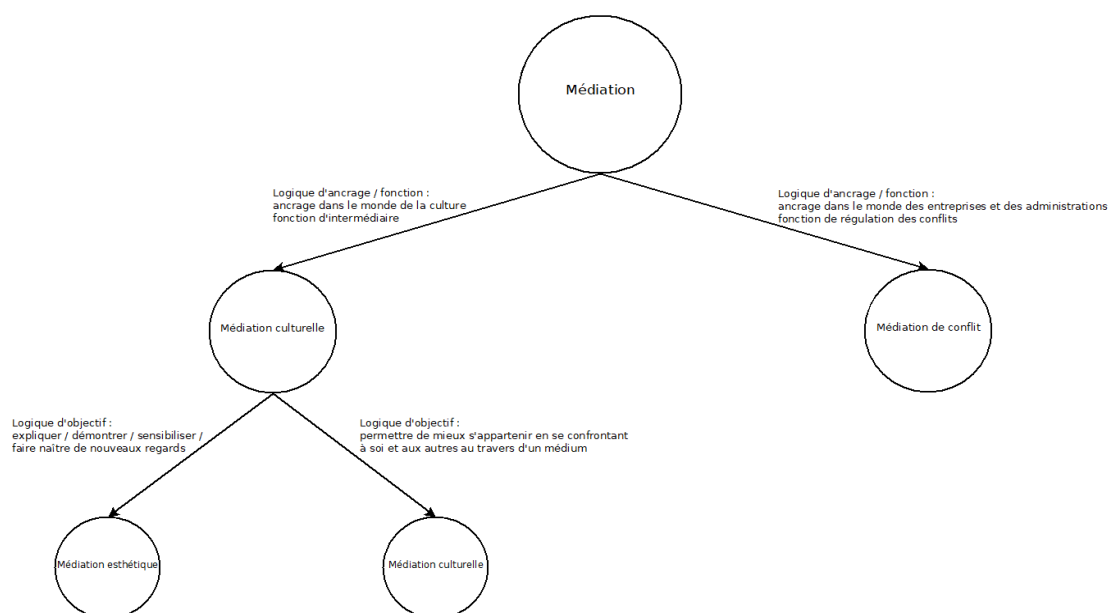 Médiation
Logique d'ancrage / fonction :
ancrage dans le monde de la culture
fonction d'intermédiaire
Logique d'ancrage / fonction :
ancrage dans le monde des entreprises et des administrations
fonction de régulation des conflits
Médiation culturelle
Médiation de conflit
Logique d'objectif :
expliquer / démontrer / sensibiliser /
faire naître de nouveaux regards
Logique d'objectif :
permettre de mieux s'appartenir en se confrontant
à soi et aux autres au travers d'un médium
Médiation esthétique
Médiation culturelle